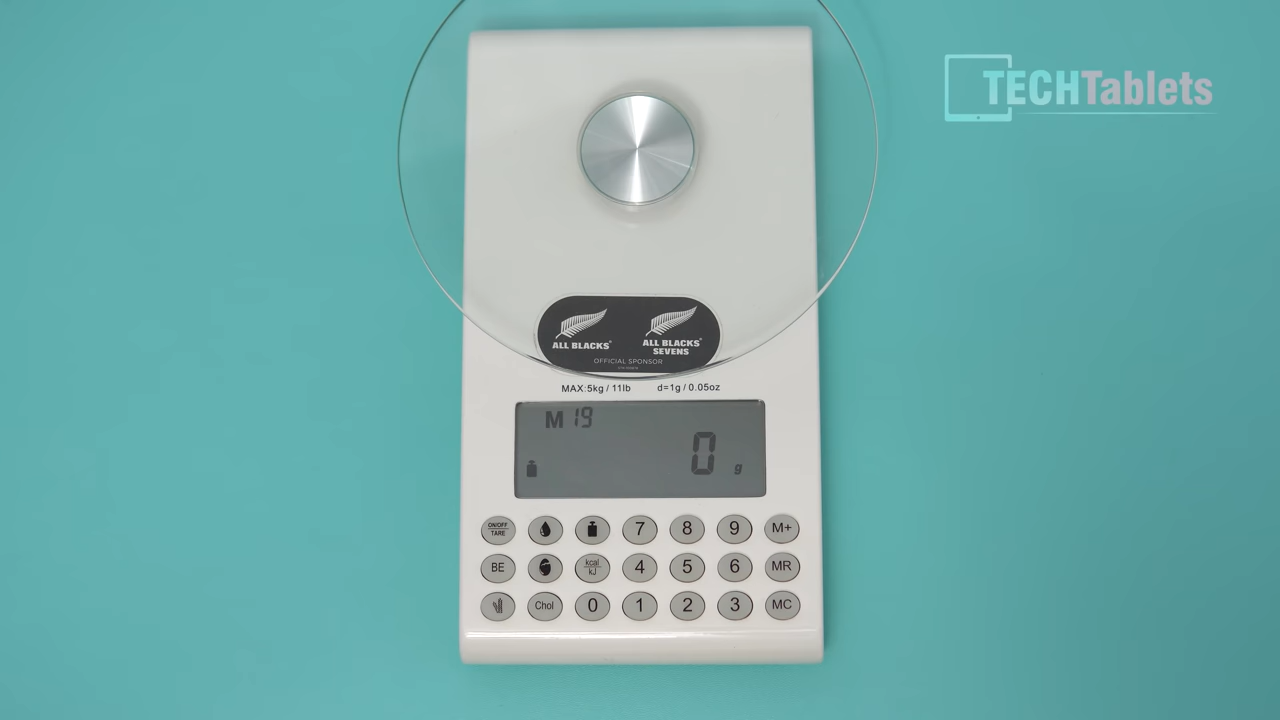 TECHTablets
ALL BLACKS®
ALL BLACKS®
SEVENS
OFFICIAL SPONSOR
MAX:5kg / 11lb d=1g / 0.05oz
M 19
0 g
ON/OFF
TARE
7 8 9 M+
BE kcal
kJ
4 5 6 MR
Chol 0 1 2 3 MC